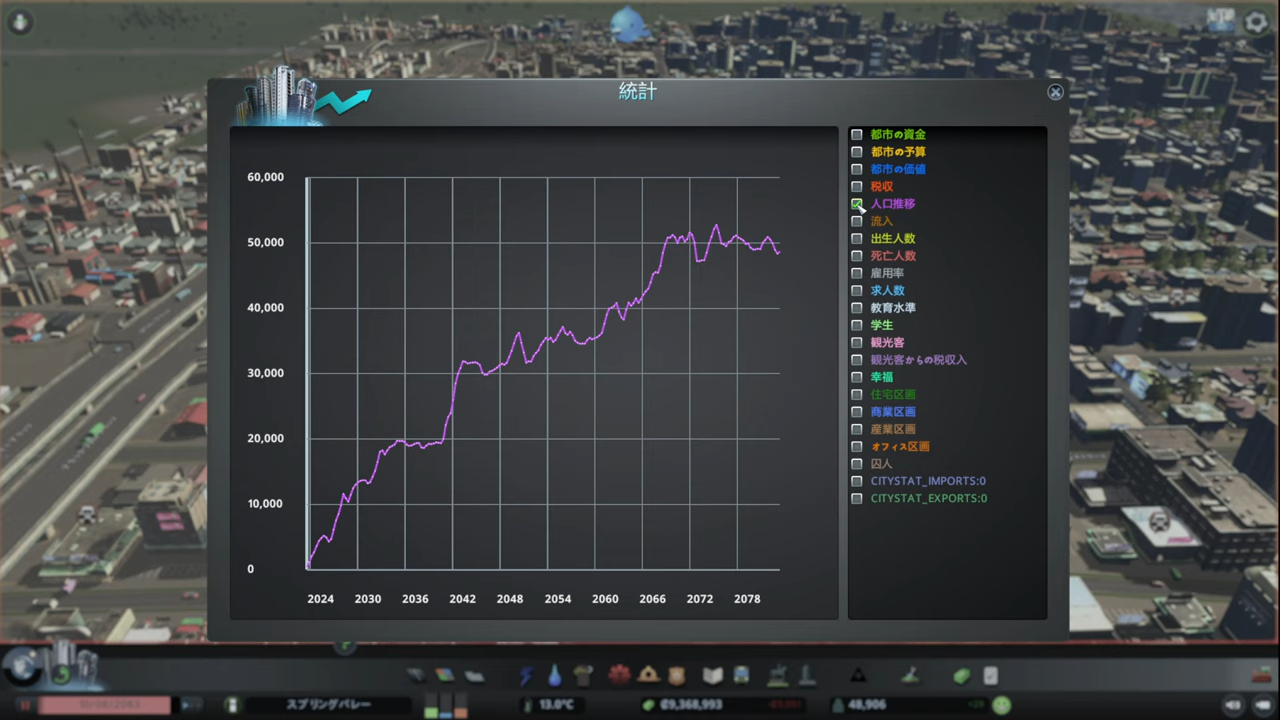 統計
60,000
50,000
40,000
30,000
20,000
10,000
0
2024 2030 2036 2042 2048 2054 2060 2066 2072 2078
都市の資金
都市の予算
都市の価値
税収
人口推移
流入
出生人数
死亡人数
雇用率
求人数
教育水準
学生
観光客
観光客からの税収入
幸福
住宅区画
商業区画
産業区画
オフィス区画
囚人
CITYSTAT_IMPORTS:0
CITYSTAT_EXPORTS:0
10/08/2083 スプリングバレー 13.0°C ₡9,368,993 48,906